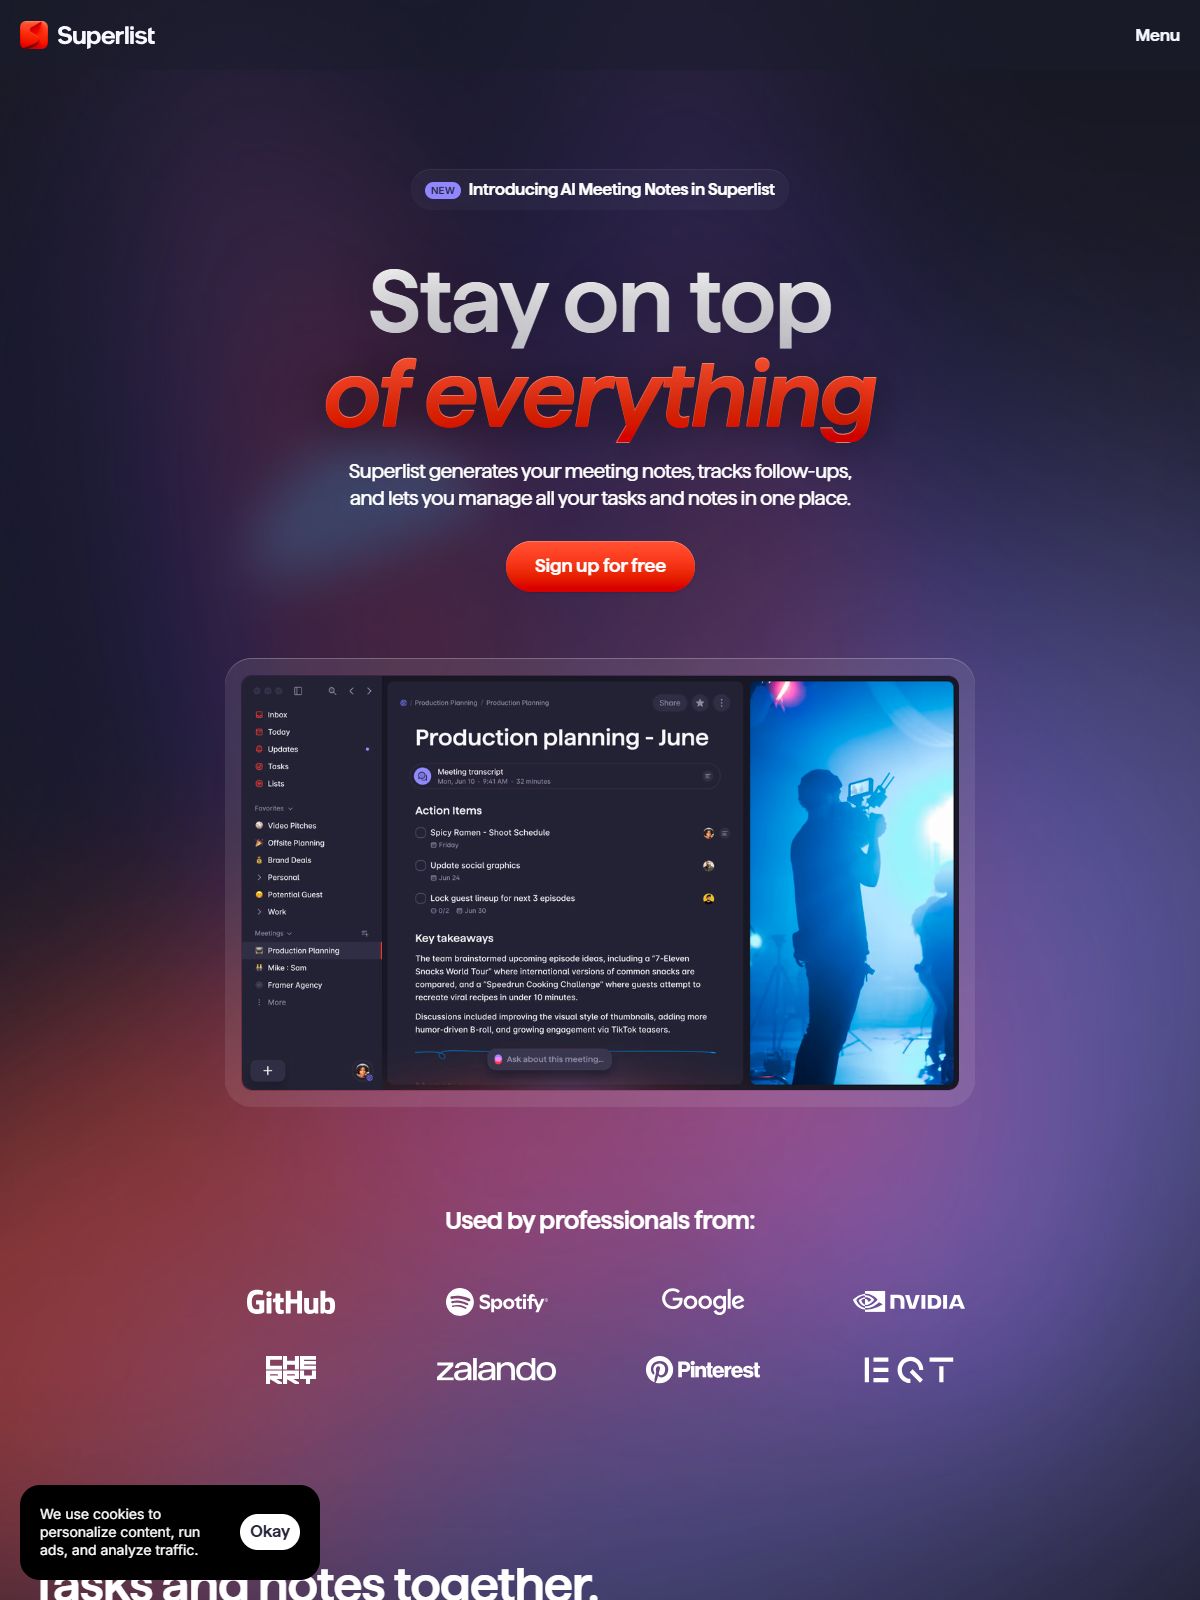 Superlist
Menu
NEW Introducing AI Meeting Notes in Superlist
Stay on top
of everything
Superlist generates your meeting notes, tracks follow-ups,
and lets you manage all your tasks and notes in one place.
Sign up for free
Inbox
Today
Updates
Tasks
Lists
Favorites
Video Pitches
Offsite Planning
Brand Deals
Personal
Potential Guest
Work
Meetings
Production Planning
Mike : Sam
Framer Agency
More
/ Production Planning / Production Planning
Share
Production planning - June
Meeting transcript
Mon, Jun 10 · 9:41 AM · 32 minutes
Action Items
Spicy Ramen - Shoot Schedule
Friday
Update social graphics
Jun 24
Lock guest lineup for next 3 episodes
0/2 Jun 30
Key takeaways
The team brainstormed upcoming episode ideas, including a "7-Eleven
Snacks World Tour" where international versions of common snacks are
compared, and a "Speedrun Cooking Challenge" where guests attempt to
recreate viral recipes in under 10 minutes.
Discussions included improving the visual style of thumbnails, adding more
humor-driven B-roll, and growing engagement via TikTok teasers.
Ask about this meeting...
Used by professionals from:
GitHub
Spotify
Google
NVIDIA
CHE
RRY
zalando
Pinterest
EQT
We use cookies to
personalize content, run
ads, and analyze traffic.
Okay
Tasks and notes together.